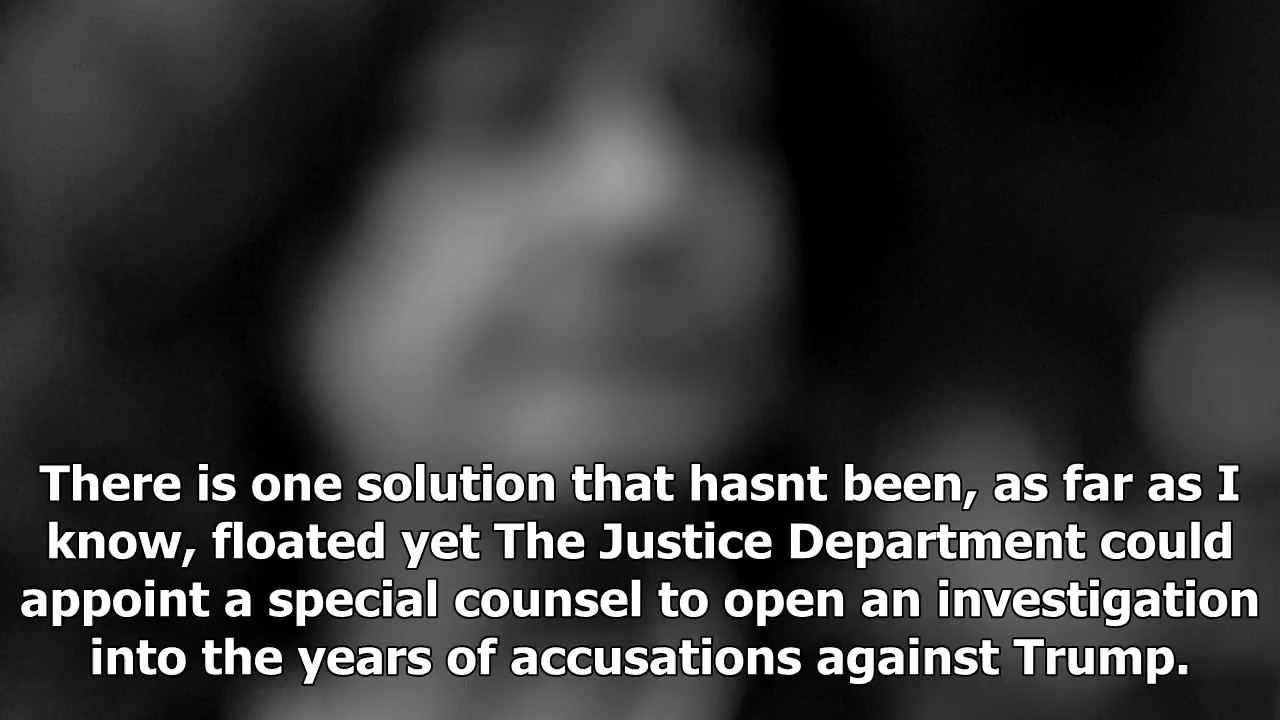 There is one solution that hasnt been, as far as I
know, floated yet The Justice Department could
appoint a special counsel to open an investigation
into the years of accusations against Trump.